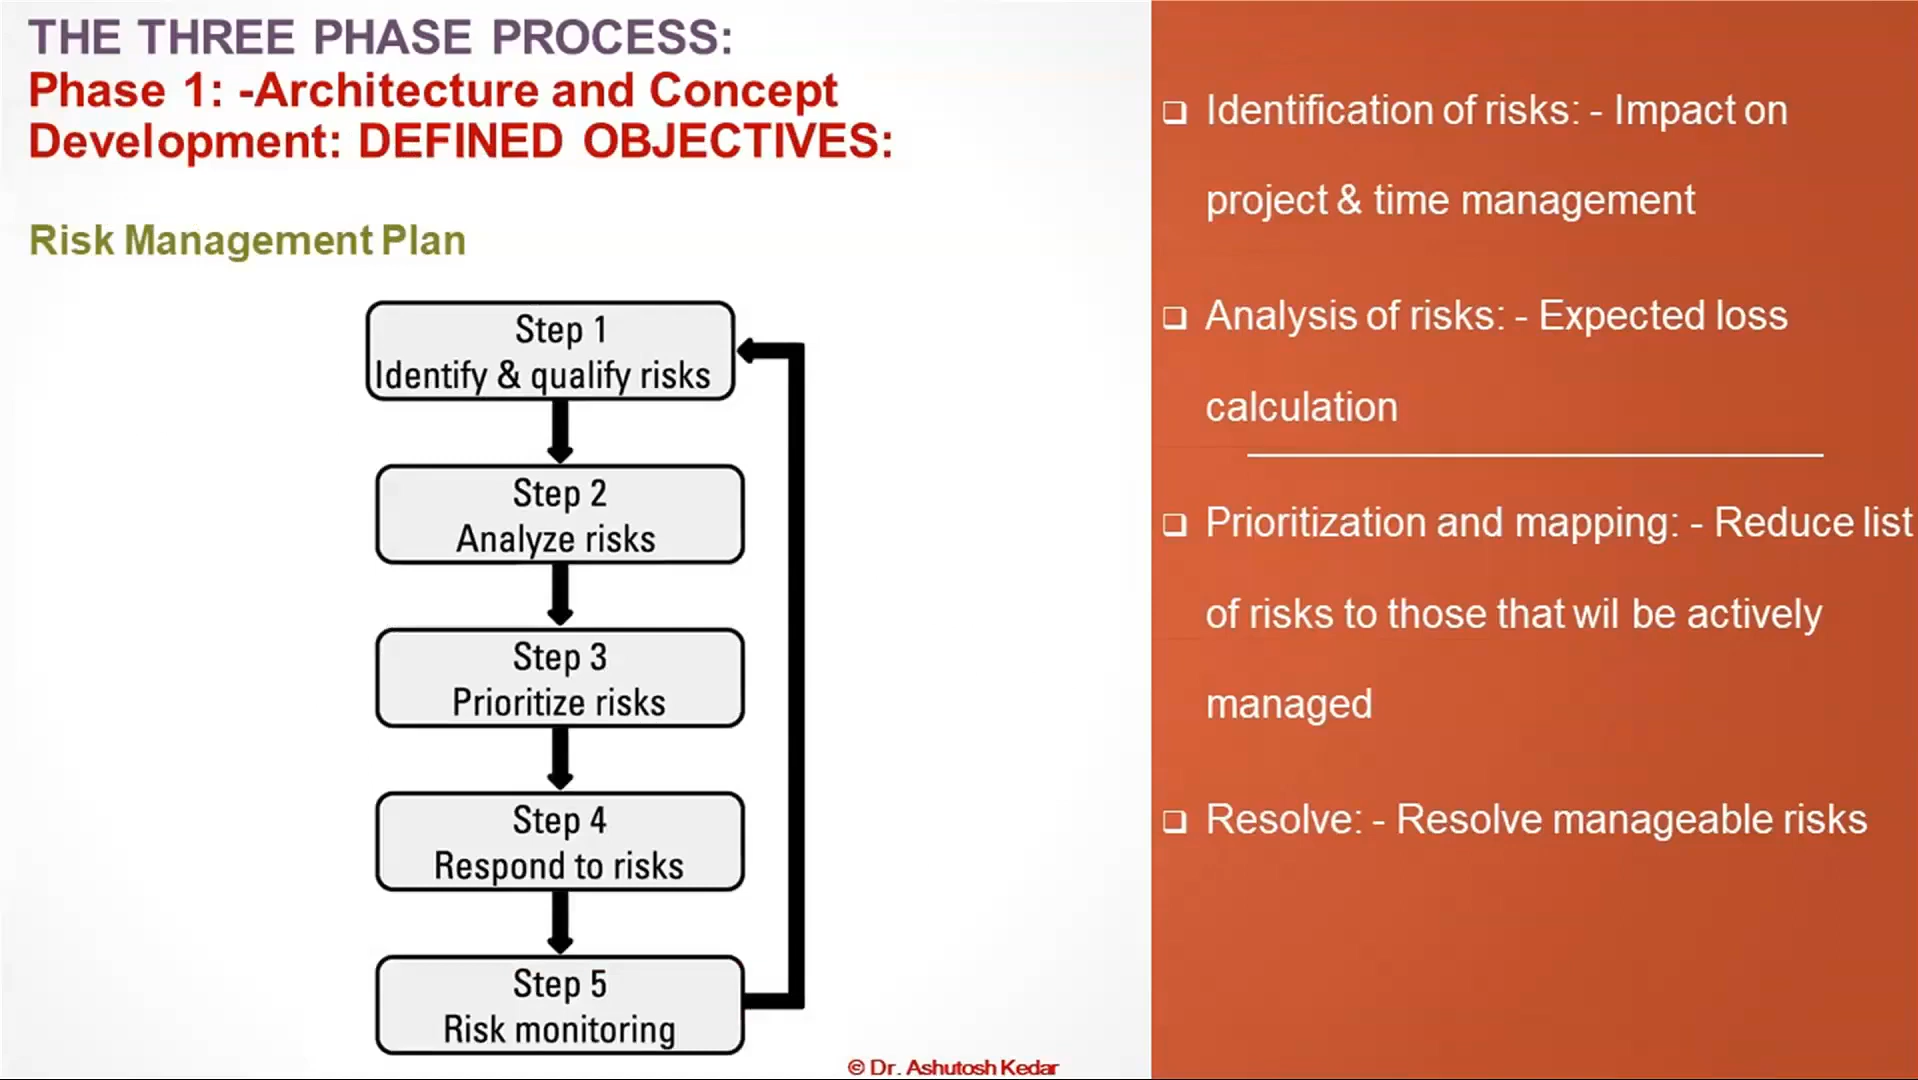 THE THREE PHASE PROCESS:
Phase 1: -Architecture and Concept
Development: DEFINED OBJECTIVES:
Risk Management Plan
Step 1
Identify & qualify risks
Step 2
Analyze risks
Step 3
Prioritize risks
Step 4
Respond to risks
Step 5
Risk monitoring
© Dr. Ashutosh Kedar
❑ Identification of risks: - Impact on
project & time management
❑ Analysis of risks: - Expected loss
calculation
❑ Prioritization and mapping: - Reduce list
of risks to those that wil be actively
managed
❑ Resolve: - Resolve manageable risks